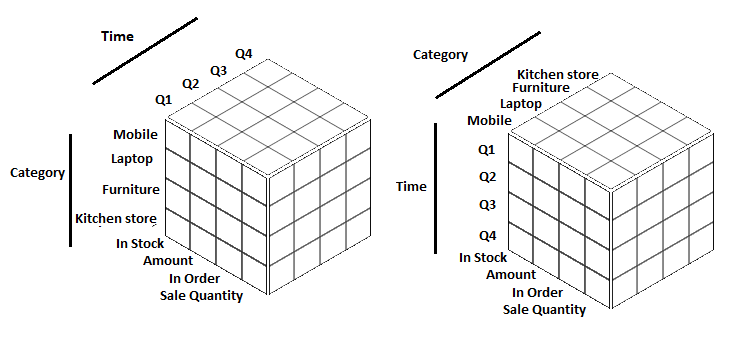 Time
Q4
Q3
Q2
Q1
Category
Mobile
Laptop
Furniture
Kitchen store
In Stock
Amount
In Order
Sale Quantity
Category
Kitchen store
Furniture
Laptop
Mobile
Time
Q1
Q2
Q3
Q4
In Stock
Amount
In Order
Sale Quantity